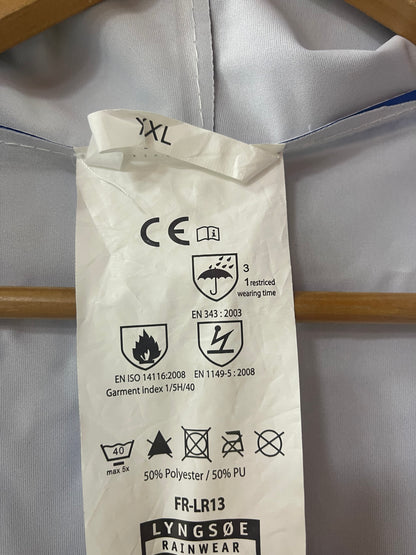 XXL
CE
3
1 restriced
wearing time
EN 343 : 2003
EN ISO 14116:2008
Garment index 1/5H/40
EN 1149-5 : 2008
40
max 5x
50% Polyester / 50% PU
FR-LR13
LYNGSØE
RAINWEAR